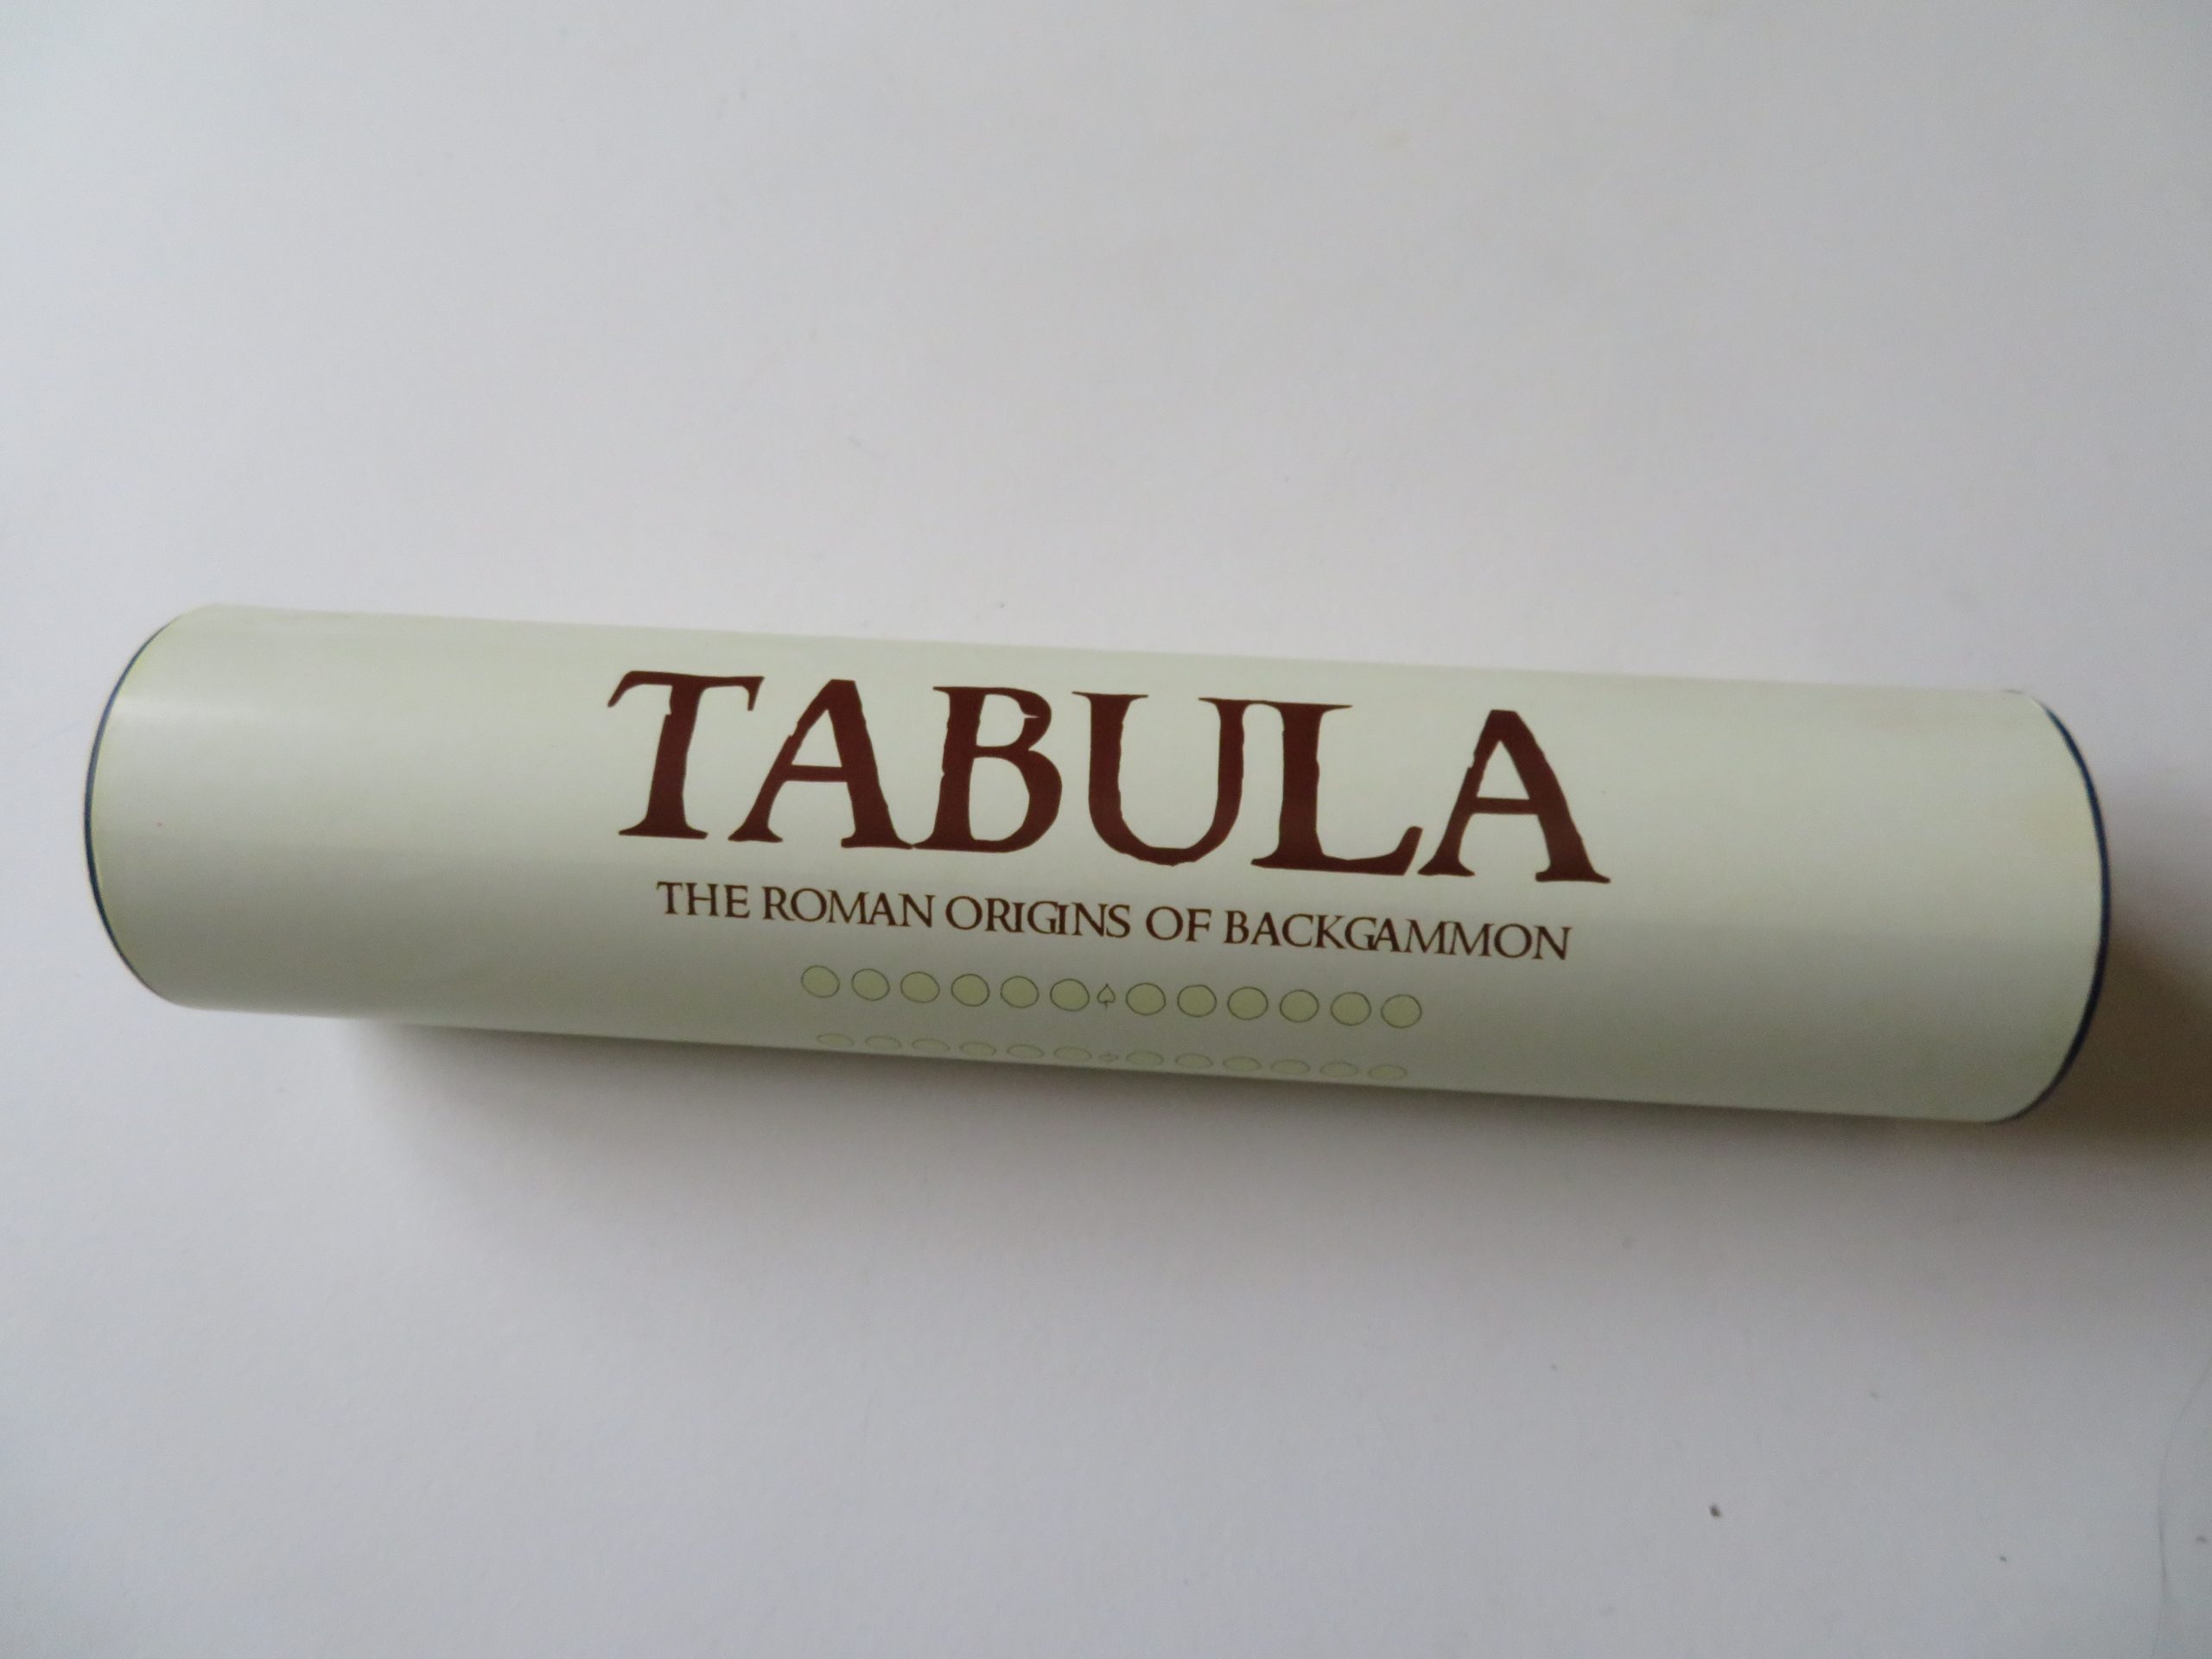 TABULA
THE ROMAN ORIGINS OF BACKGAMMON